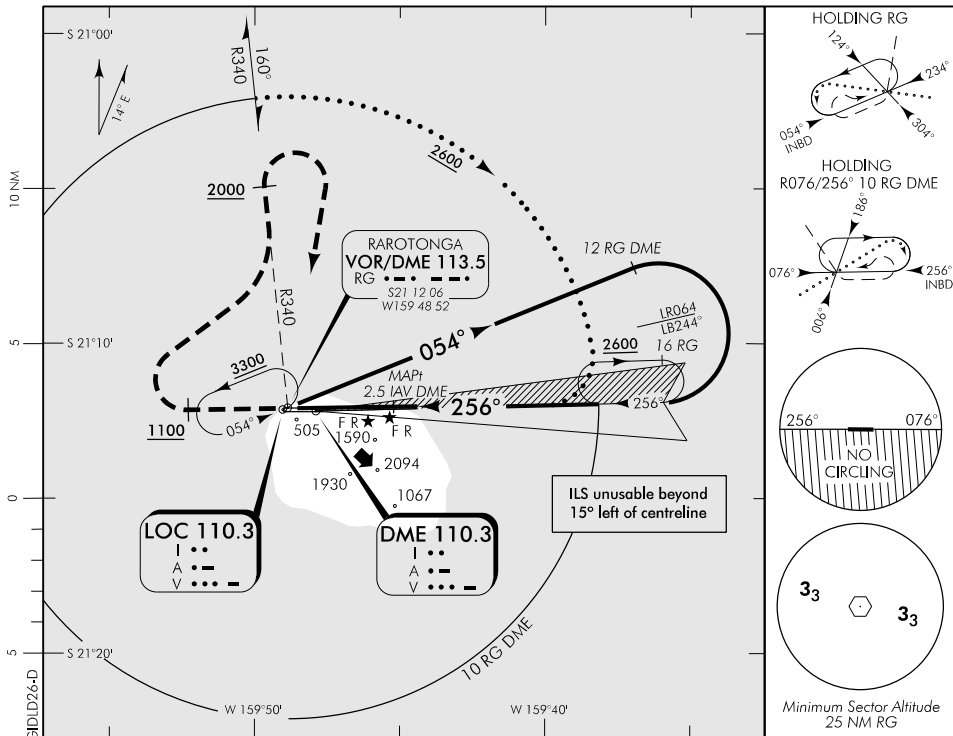 S 21°00'
14° E
R340
160°
2600
10 NM
2000
RAROTONGA
VOR/DME 113.5
RG
S21 12 06
W159 48 52
R340
12 RG DME
054°
LR064
LB244°
16 RG
2600
5
S 21°10'
3300
MAPt
2.5 IAV DME
256°
256°
1100
054°
505
F R
F R
1590
2094
1930
1067
0
ILS unusable beyond
15° left of centreline
LOC 110.3
I
A
V
DME 110.3
I
A
V
10 RG DME
5
S 21°20'
W 159°50'
W 159°40'
GIDLD26-D
HOLDING RG
124°
234°
054°
INBD
304°
HOLDING
R076/256° 10 RG DME
186°
076°
256°
INBD
006°
256°
076°
NO
CIRCLING
33
33
Minimum Sector Altitude
25 NM RG